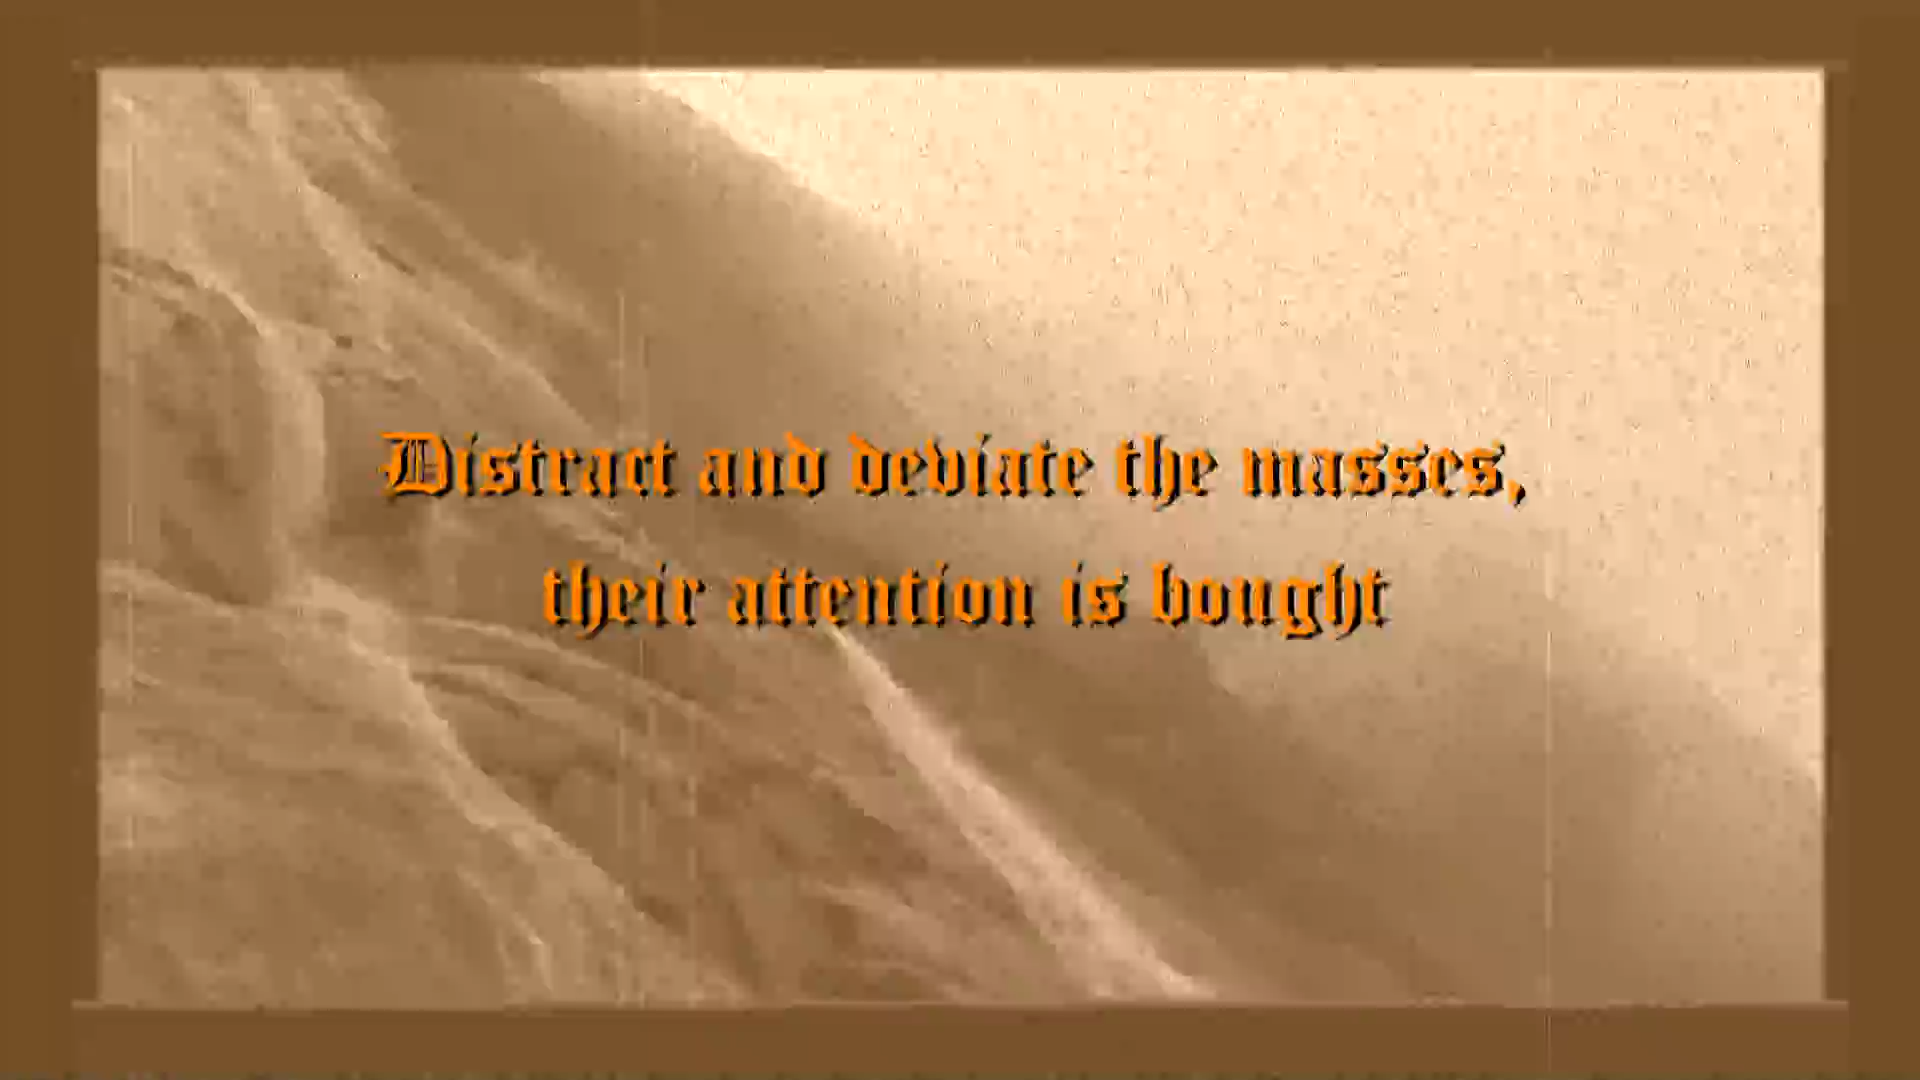 Distract and deviate the masses,
their attention is bought